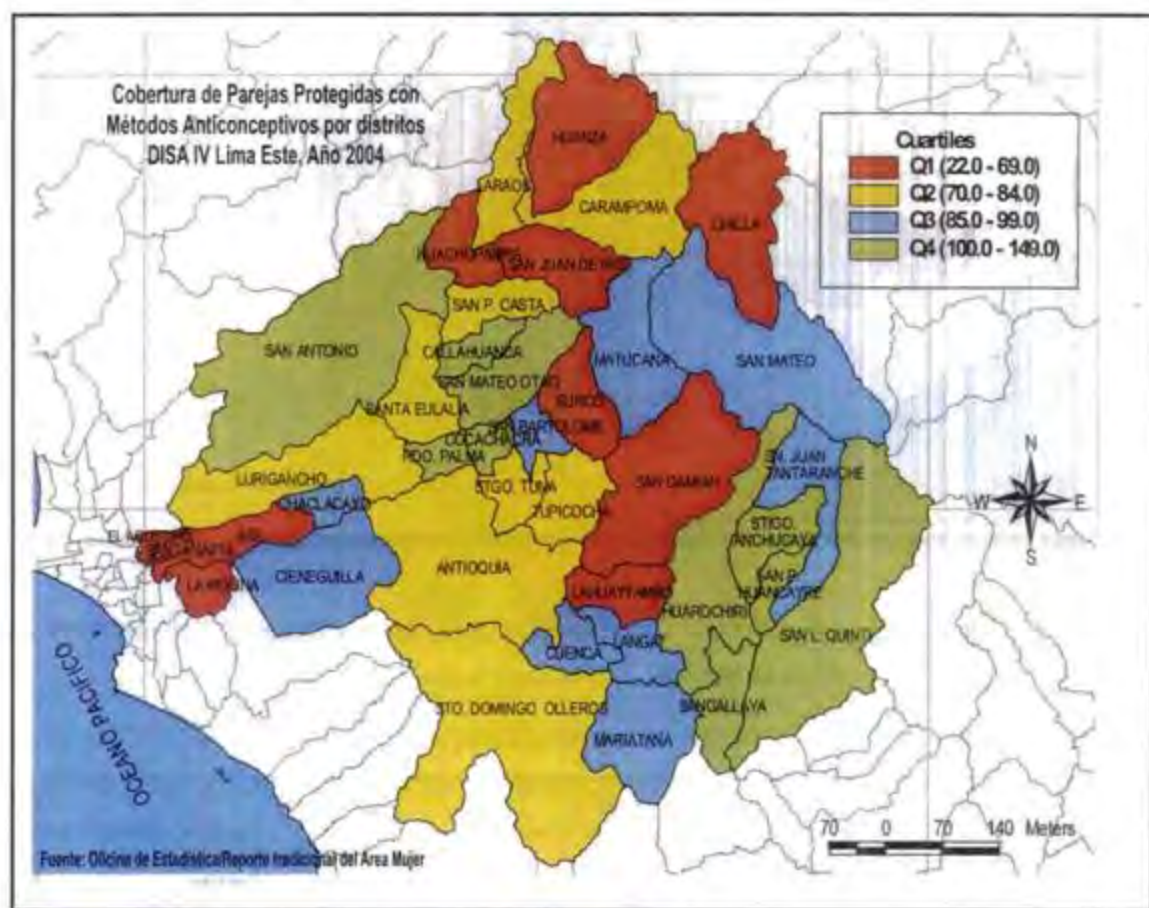 Cobertura de Parejas Protegidas con
Métodos Anticonceptivos por distritos
DISA IV Lima Este, Año 2004
Cuartiles
Q1 (22.0 - 69.0)
Q2 (70.0 - 84.0)
Q3 (85.0 - 99.0)
Q4 (100.0 - 149.0)
HUANZA
LARAOS
CARAMPOMA
CHILLA
SAN JUAN DE
SAN P. CASTA
SAN ANTONIO
CALLAHUANCA
MATUCANA
SAN MATEO
SAN MATEO OTAO
SURCO
SANTA EULALIA
BARTOLOME
COCACHACRA
PALMA
SN. JUAN
TANTARANCHE
LURIGANCHO
STGO. TUNA
SAN DAMIAN
CHACLACAYO
TUPICOCHA
STIGO.
ANCHUCAYA
ANTIOQUIA
CIENEGUILLA
LA MOLINA
LAHUAYTAMBO
SAN P.
HUANCAYRE
HUAROCHIRI
SAN L. QUINTI
LANGA
CUENCA
STO. DOMINGO OLLEROS
SANGALLAYA
MARIATANA
N
W E
S
OCEANO PACIFICO
70 0 70 140 Meters
Fuente: Oficina de Estadística/Reporte tradicional del Area Mujer